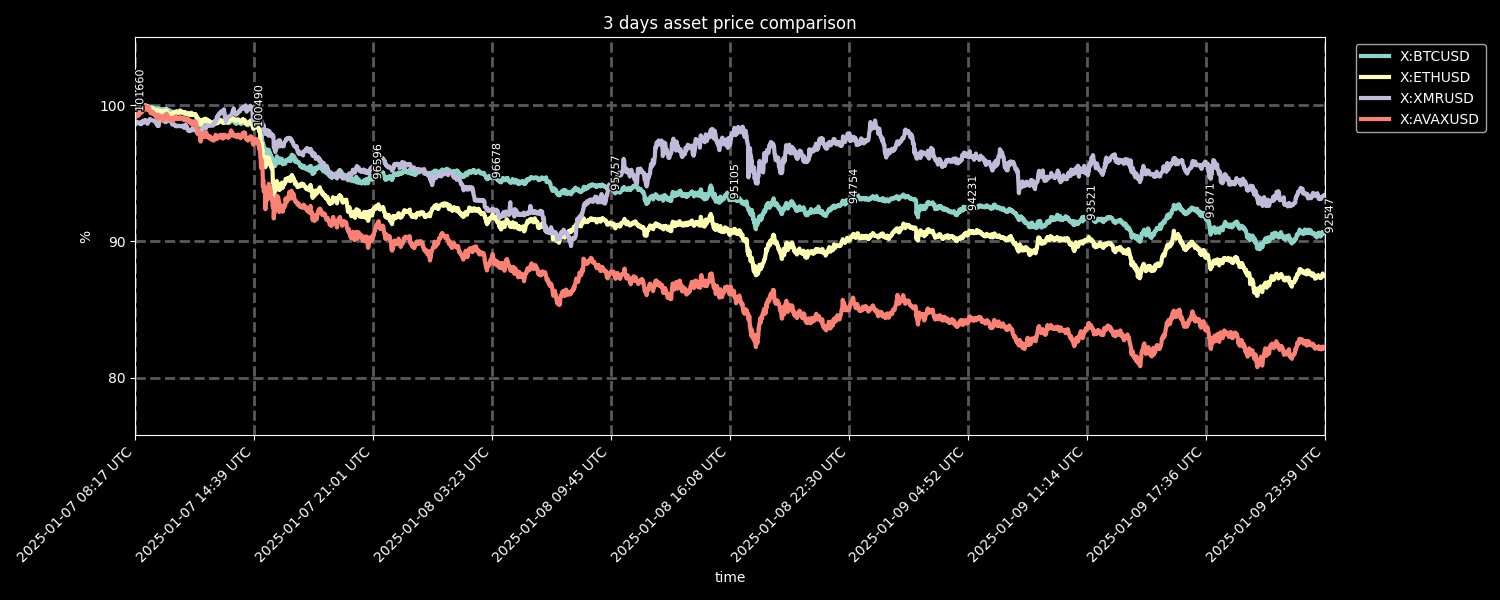 3 days asset price comparison
X:BTCUSD
X:ETHUSD
X:XMRUSD
X:AVAXUSD
%
100
90
80
101660
100490
96596
96678
95757
95105
94754
94231
93521
93671
92547
2025-01-07 08:17 UTC
2025-01-07 14:39 UTC
2025-01-07 21:01 UTC
2025-01-08 03:23 UTC
2025-01-08 09:45 UTC
2025-01-08 16:08 UTC
2025-01-08 22:30 UTC
2025-01-09 04:52 UTC
2025-01-09 11:14 UTC
2025-01-09 17:36 UTC
2025-01-09 23:59 UTC
time